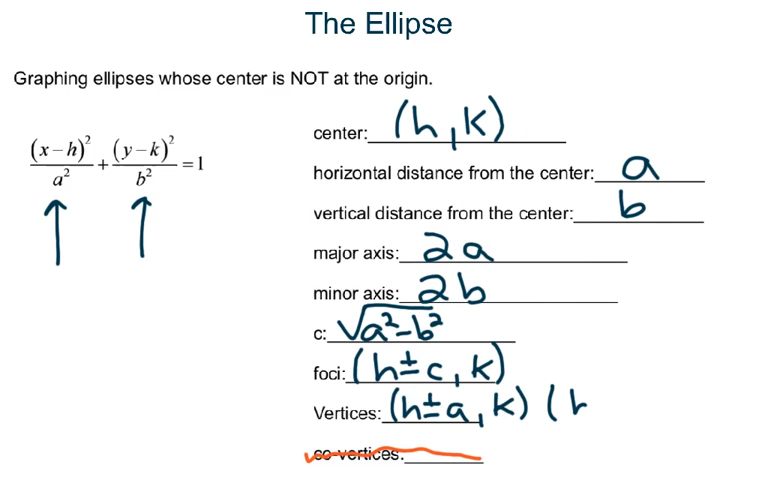 The Ellipse
Graphing ellipses whose center is NOT at the origin.
(x-h)²/a² + (y-k)²/b² = 1
center: (h, k)
horizontal distance from the center: a
vertical distance from the center: b
major axis: 2a
minor axis: 2b
c: √a²-b²
foci: (h±c, k)
Vertices: (h±a, k) (h
co-vertices: